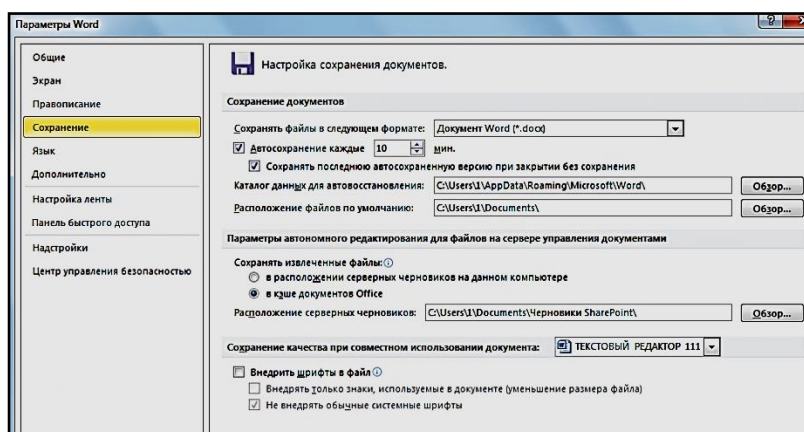 Параметры Word
Общие
Экран
Правописание
Сохранение
Язык
Дополнительно
Настройка ленты
Панель быстрого доступа
Надстройки
Центр управления безопасностью
Настройка сохранения документов.
Сохранение документов
Сохранять файлы в следующем формате: Документ Word (*.docx)
Автосохранение каждые 10 мин.
Сохранять последнюю автосохраненную версию при закрытии без сохранения
Каталог данных для автовосстановления: C:\Users\1\AppData\Roaming\Microsoft\Word\ Обзор...
Расположение файлов по умолчанию: C:\Users\1\Documents\ Обзор...
Параметры автономного редактирования для файлов на сервере управления документами
Сохранять извлеченные файлы:
в расположении серверных черновиков на данном компьютере
в кэше документов Office
Расположение серверных черновиков: C:\Users\1\Documents\Черновики SharePoint\ Обзор...
Сохранение качества при совместном использовании документа: ТЕКСТОВЫЙ РЕДАКТОР 111
Внедрить шрифты в файл
Внедрять только знаки, используемые в документе (уменьшение размера файла)
Не внедрять обычные системные шрифты